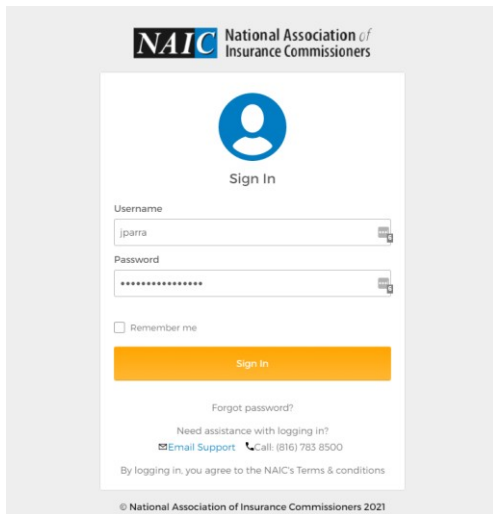 NAIC National Association of
Insurance Commissioners
Sign In
Username
jparra
Password
••••••••••••••••
Remember me
Sign In
Forgot password?
Need assistance with logging in?
Email Support Call: (816) 783 8500
By logging in, you agree to the NAIC's Terms & conditions
© National Association of Insurance Commissioners 2021